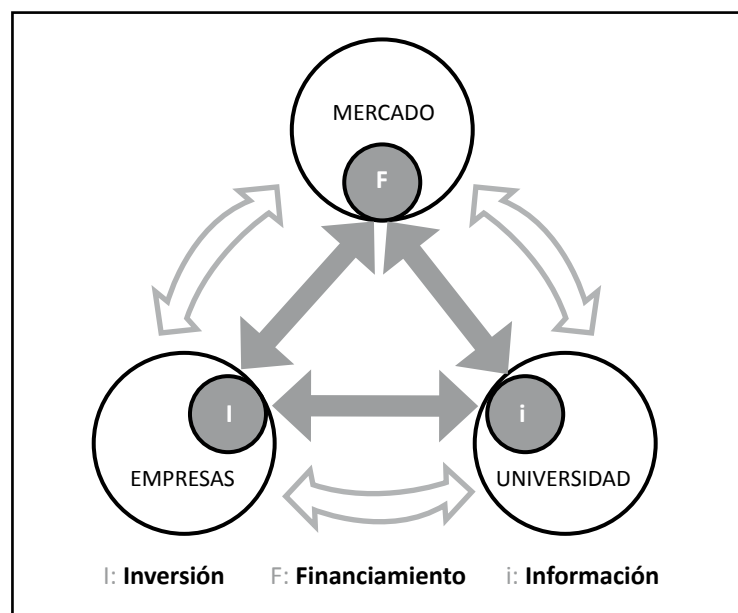 MERCADO
F
I
i
EMPRESAS
UNIVERSIDAD
I: Inversión F: Financiamiento i: Información